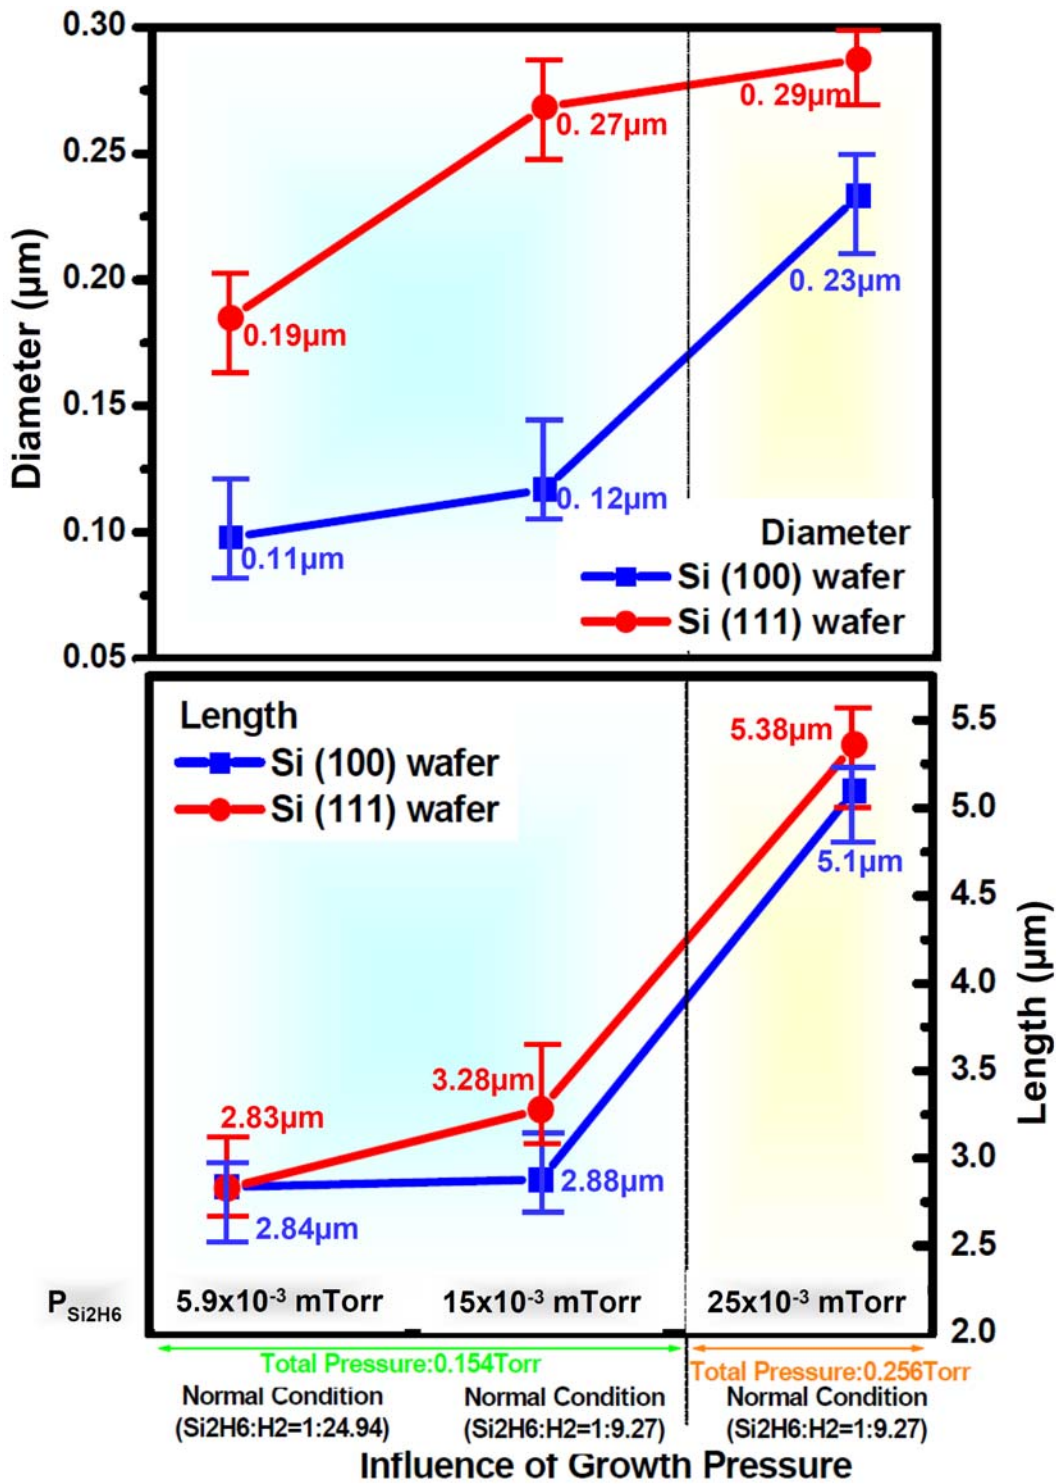 0.30
0.25
0.20
0.15
0.10
0.05
Diameter (µm)
0.19µm
0. 27µm
0. 29µm
0.11µm
0. 12µm
0. 23µm
Diameter
Si (100) wafer
Si (111) wafer
Length
Si (100) wafer
Si (111) wafer
5.38µm
5.1µm
3.28µm
2.83µm
2.88µm
2.84µm
5.5
5.0
4.5
4.0
3.5
3.0
2.5
2.0
Length (µm)
P_Si2H6 5.9x10⁻³ mTorr 15x10⁻³ mTorr 25x10⁻³ mTorr
Total Pressure:0.154Torr Total Pressure:0.256Torr
Normal Condition Normal Condition Normal Condition
(Si2H6:H2=1:24.94) (Si2H6:H2=1:9.27) (Si2H6:H2=1:9.27)
Influence of Growth Pressure